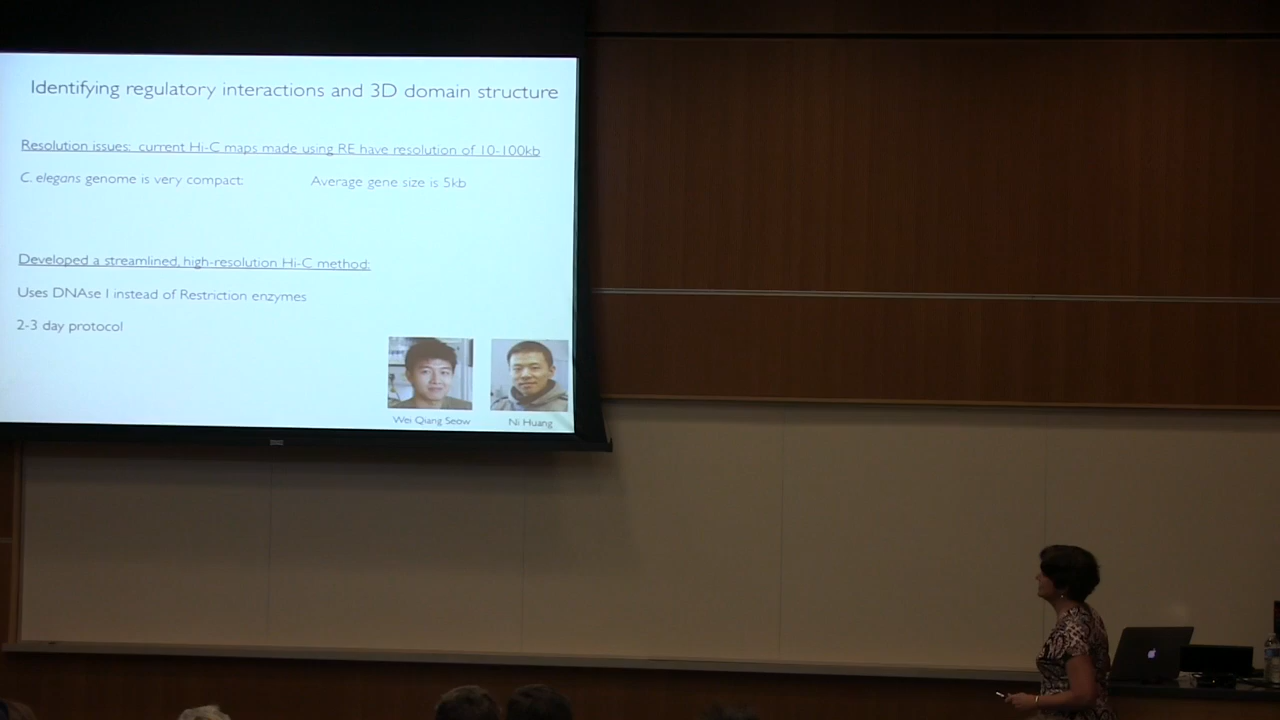 Identifying regulatory interactions and 3D domain structure
Resolution issues: current Hi-C maps made using RE have resolution of 10-100kb
C. elegans genome is very compact: Average gene size is 5kb
Developed a streamlined, high-resolution Hi-C method:
Uses DNAse I instead of Restriction enzymes
2-3 day protocol
Wei Qiang Seow Ni Huang